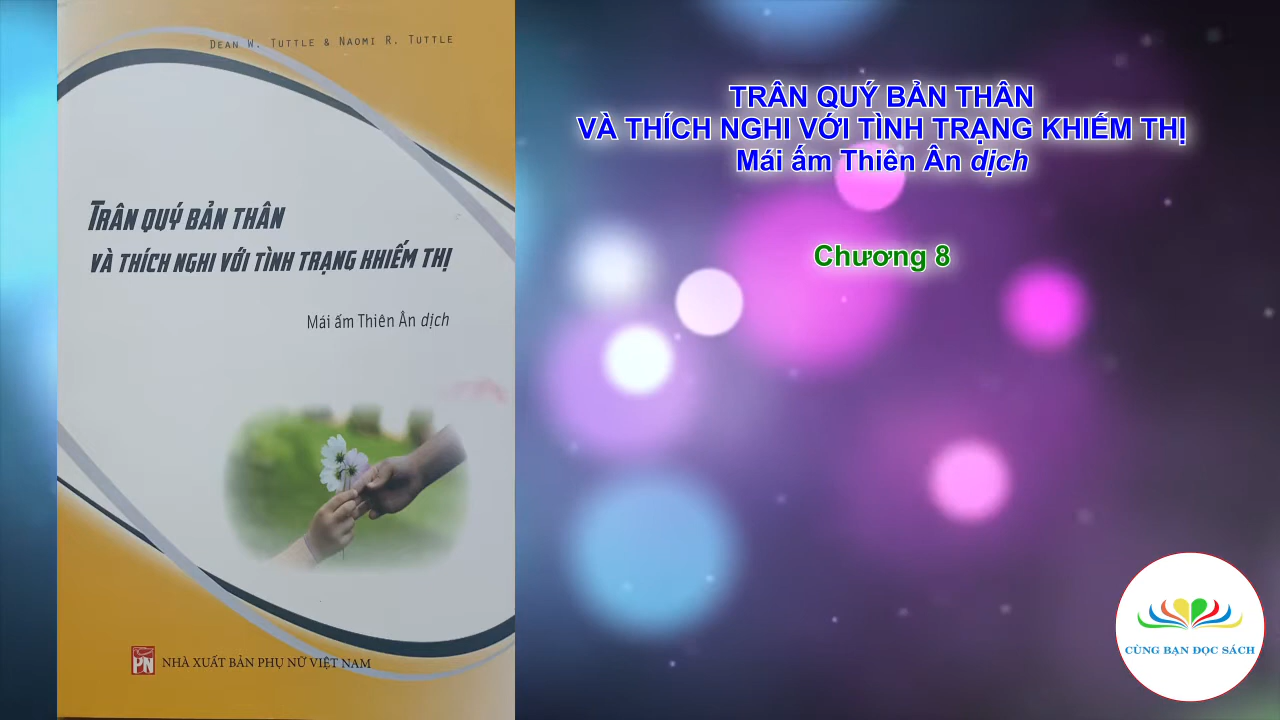 DEAN W. TUTTLE & NAOMI R. TUTTLE
TRÂN QUÝ BẢN THÂN
VÀ THÍCH NGHI VỚI TÌNH TRẠNG KHIẾM THỊ
Mái ấm Thiên Ân dịch
PN NHÀ XUẤT BẢN PHỤ NỮ VIỆT NAM
TRÂN QUÝ BẢN THÂN
VÀ THÍCH NGHI VỚI TÌNH TRẠNG KHIẾM THỊ
Mái ấm Thiên Ân dịch
Chương 8
CÙNG BẠN ĐỌC SÁCH